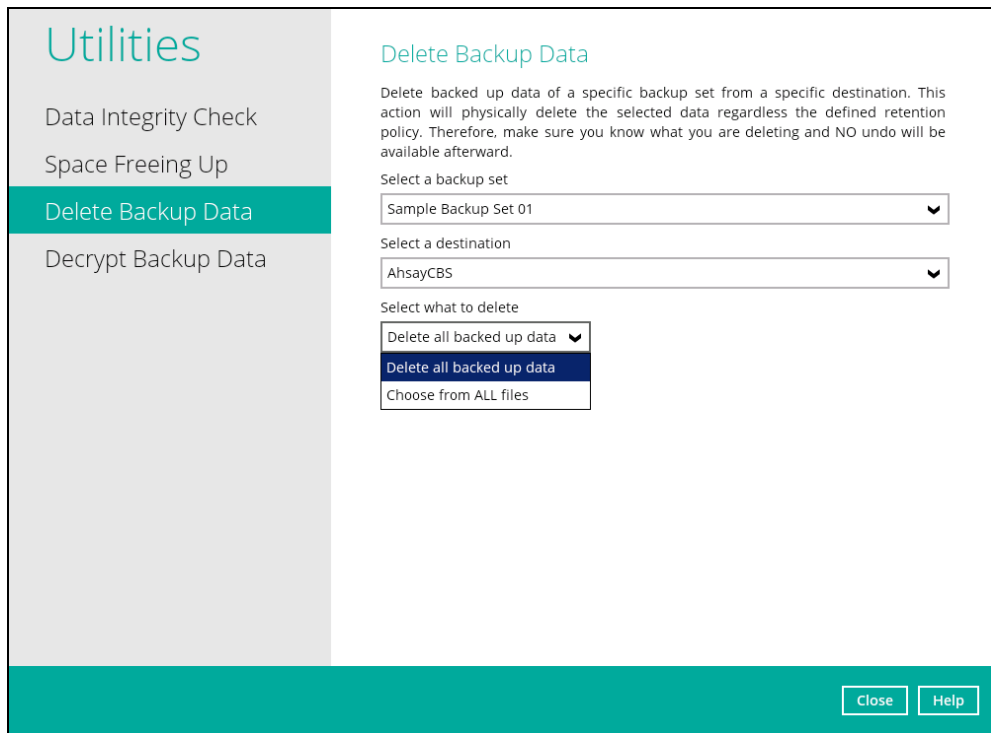 Utilities
Data Integrity Check
Space Freeing Up
Delete Backup Data
Decrypt Backup Data
Delete Backup Data
Delete backed up data of a specific backup set from a specific destination. This
action will physically delete the selected data regardless the defined retention
policy. Therefore, make sure you know what you are deleting and NO undo will be
available afterward.
Select a backup set
Sample Backup Set 01
Select a destination
AhsayCBS
Select what to delete
Delete all backed up data
Delete all backed up data
Choose from ALL files
Close
Help